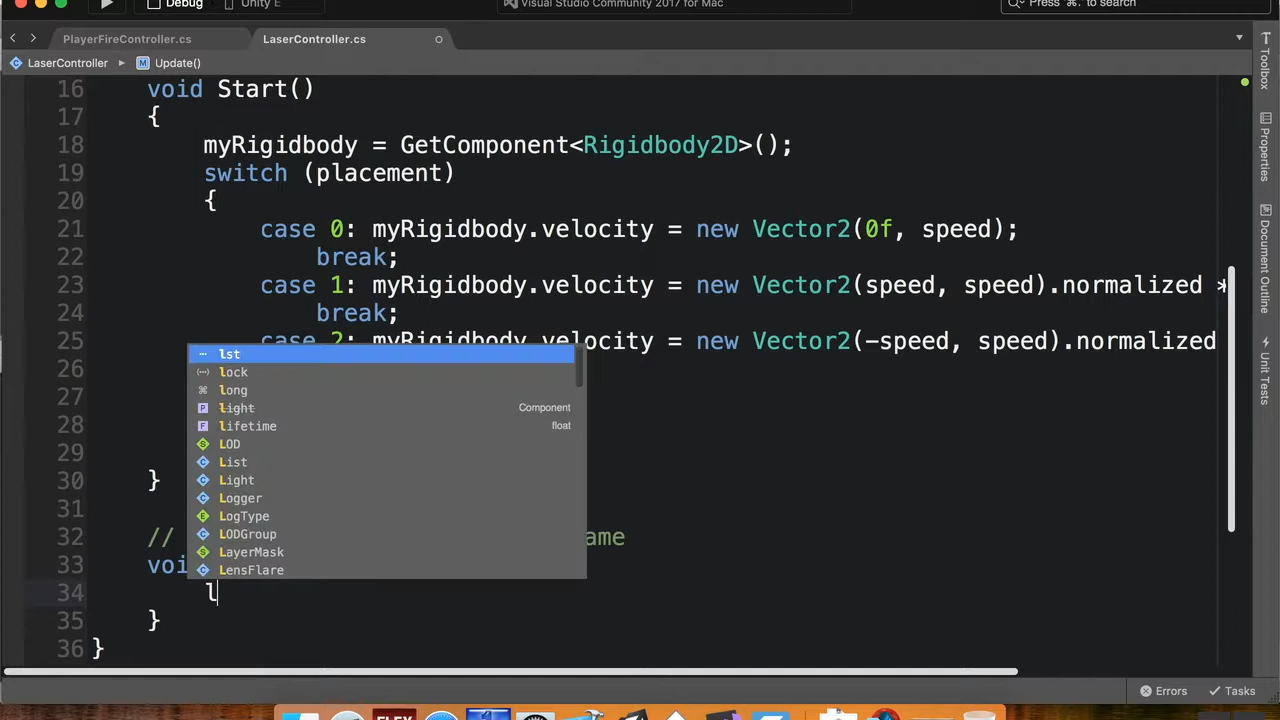 Debug
Unity E
Visual Studio Community 2017 for Mac
Press ⌘. to search
PlayerFireController.cs
LaserController.cs
LaserController
Update()
16 void Start()
17 {
18 myRigidbody = GetComponent<Rigidbody2D>();
19 switch (placement)
20 {
21 case 0: myRigidbody.velocity = new Vector2(0f, speed);
22 break;
23 case 1: myRigidbody.velocity = new Vector2(speed, speed).normalized *
24 break;
25 case 2: myRigidbody.velocity = new Vector2(-speed, speed).normalized
26
27
28
29
30 }
31
32 // ame
33 voi
34 l
35 }
36 }
lst
lock
long
light Component
lifetime float
LOD
List
Light
Logger
LogType
LODGroup
LayerMask
LensFlare
Toolbox
Properties
Document Outline
Unit Tests
Errors
Tasks
FLEX